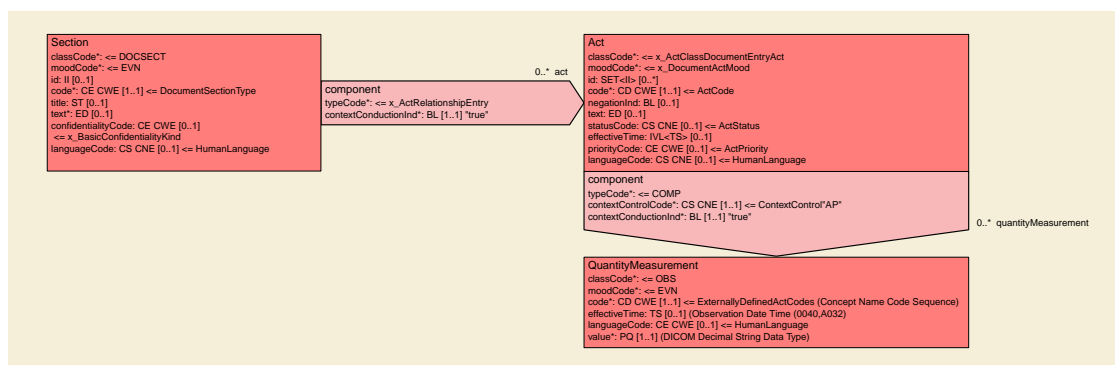 Section
classCode*: <= DOCSECT
moodCode*: <= EVN
id: II [0..1]
code*: CE CWE [1..1] <= DocumentSectionType
title: ST [0..1]
text*: ED [0..1]
confidentialityCode: CE CWE [0..1]
<= x_BasicConfidentialityKind
languageCode: CS CNE [0..1] <= HumanLanguage
0..* act
component
typeCode*: <= x_ActRelationshipEntry
contextConductionInd*: BL [1..1] "true"
Act
classCode*: <= x_ActClassDocumentEntryAct
moodCode*: <= x_DocumentActMood
id: SET<II> [0..*]
code*: CD CWE [1..1] <= ActCode
negationInd: BL [0..1]
text: ED [0..1]
statusCode: CS CNE [0..1] <= ActStatus
effectiveTime: IVL<TS> [0..1]
priorityCode: CE CWE [0..1] <= ActPriority
languageCode: CS CNE [0..1] <= HumanLanguage
component
typeCode*: <= COMP
contextControlCode*: CS CNE [1..1] <= ContextControl"AP"
contextConductionInd*: BL [1..1] "true"
0..* quantityMeasurement
QuantityMeasurement
classCode*: <= OBS
moodCode*: <= EVN
code*: CD CWE [1..1] <= ExternallyDefinedActCodes (Concept Name Code Sequence)
effectiveTime: TS [0..1] (Observation Date Time (0040,A032)
languageCode: CE CWE [0..1] <= HumanLanguage
value*: PQ [1..1] (DICOM Decimal String Data Type)